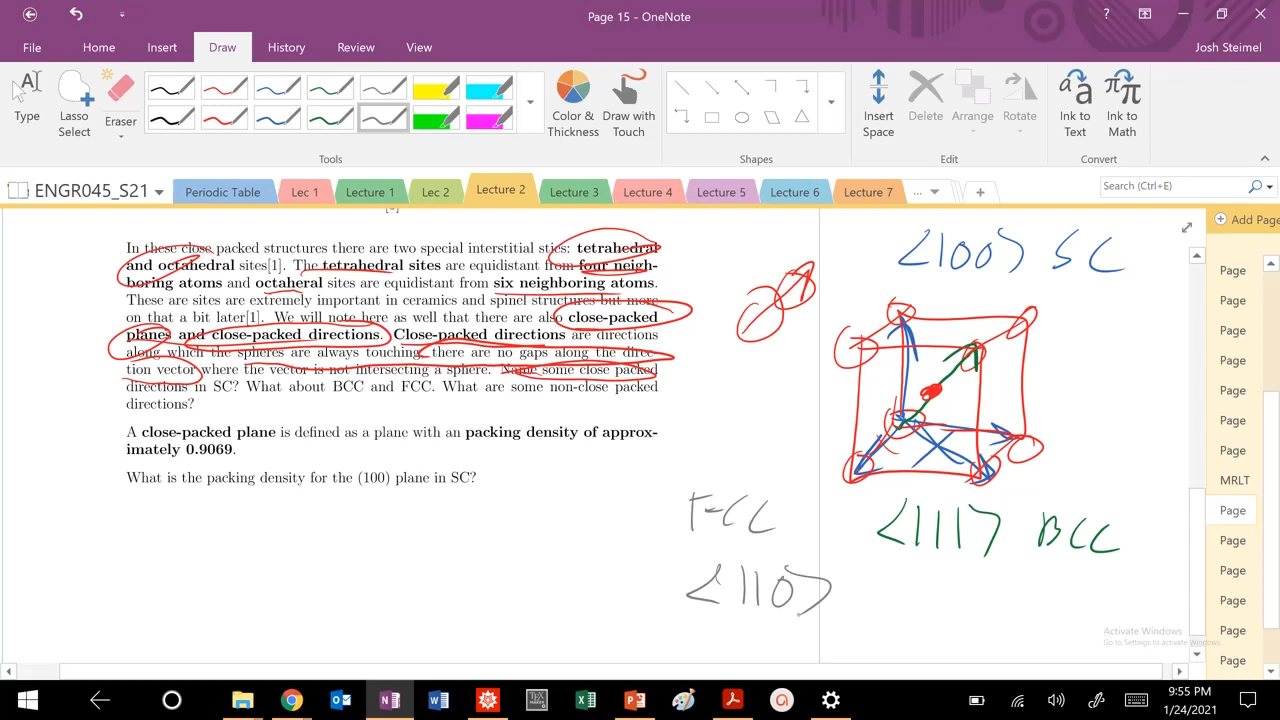 Page 15 - OneNote
?
File Home Insert Draw History Review View Josh Steimel
Type Lasso Select Eraser Color & Thickness Draw with Touch Insert Space Delete Arrange Rotate Ink to Text Ink to Math
Tools Shapes Edit Convert
ENGR045_S21 Periodic Table Lec 1 Lecture 1 Lec 2 Lecture 2 Lecture 3 Lecture 4 Lecture 5 Lecture 6 Lecture 7 ... Search (Ctrl+E)
Add Page
In these close packed structures there are two special interstitial stics: tetrahedral
and octahedral sites[1]. The tetrahedral sites are equidistant from four neigh-
boring atoms and octaheral sites are equidistant from six neighboring atoms.
These are sites are extremely important in ceramics and spinel structures but more
on that a bit later[1]. We will note here as well that there are also close-packed
planes and close-packed directions. Close-packed directions are directions
along which the spheres are always touching, there are no gaps along the direc-
tion vector where the vector is not intersecting a sphere. Name some close packed
directions in SC? What about BCC and FCC. What are some non-close packed
directions?
A close-packed plane is defined as a plane with an packing density of approx-
imately 0.9069.
What is the packing density for the (100) plane in SC?
<100> SC
<111> BCC
FCC
<110>
Page
Page
Page
Page
Page
Page
Page
MRLT
Page
Page
Page
Page
Page
Page
Activate Windows
Go to Settings to activate Windows.
9:55 PM
1/24/2021